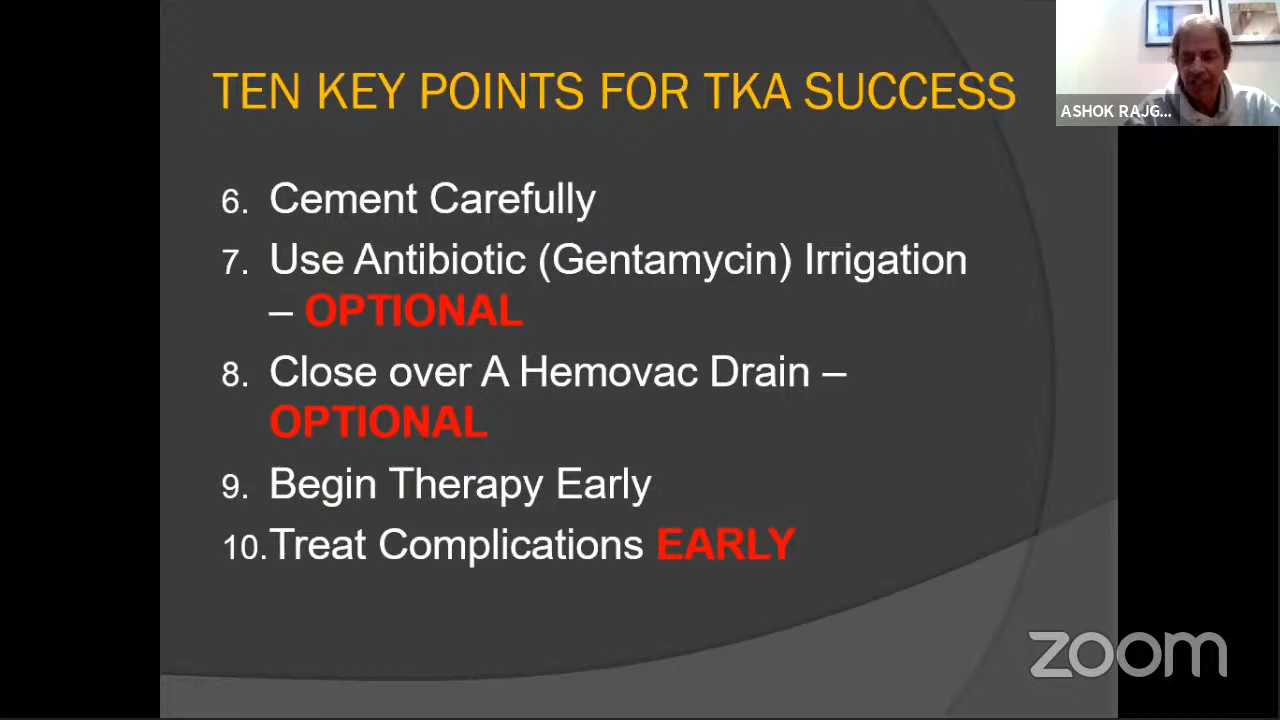 TEN KEY POINTS FOR TKA SUCCESS
ASHOK RAJG...
6. Cement Carefully
7. Use Antibiotic (Gentamycin) Irrigation
– OPTIONAL
8. Close over A Hemovac Drain –
OPTIONAL
9. Begin Therapy Early
10. Treat Complications EARLY
zoom